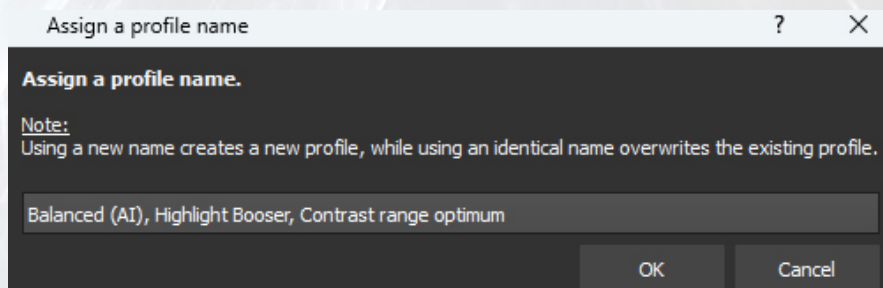 Assign a profile name
Assign a profile name.
Note:
Using a new name creates a new profile, while using an identical name overwrites the existing profile.
Balanced (AI), Highlight Booser, Contrast range optimum
OK
Cancel